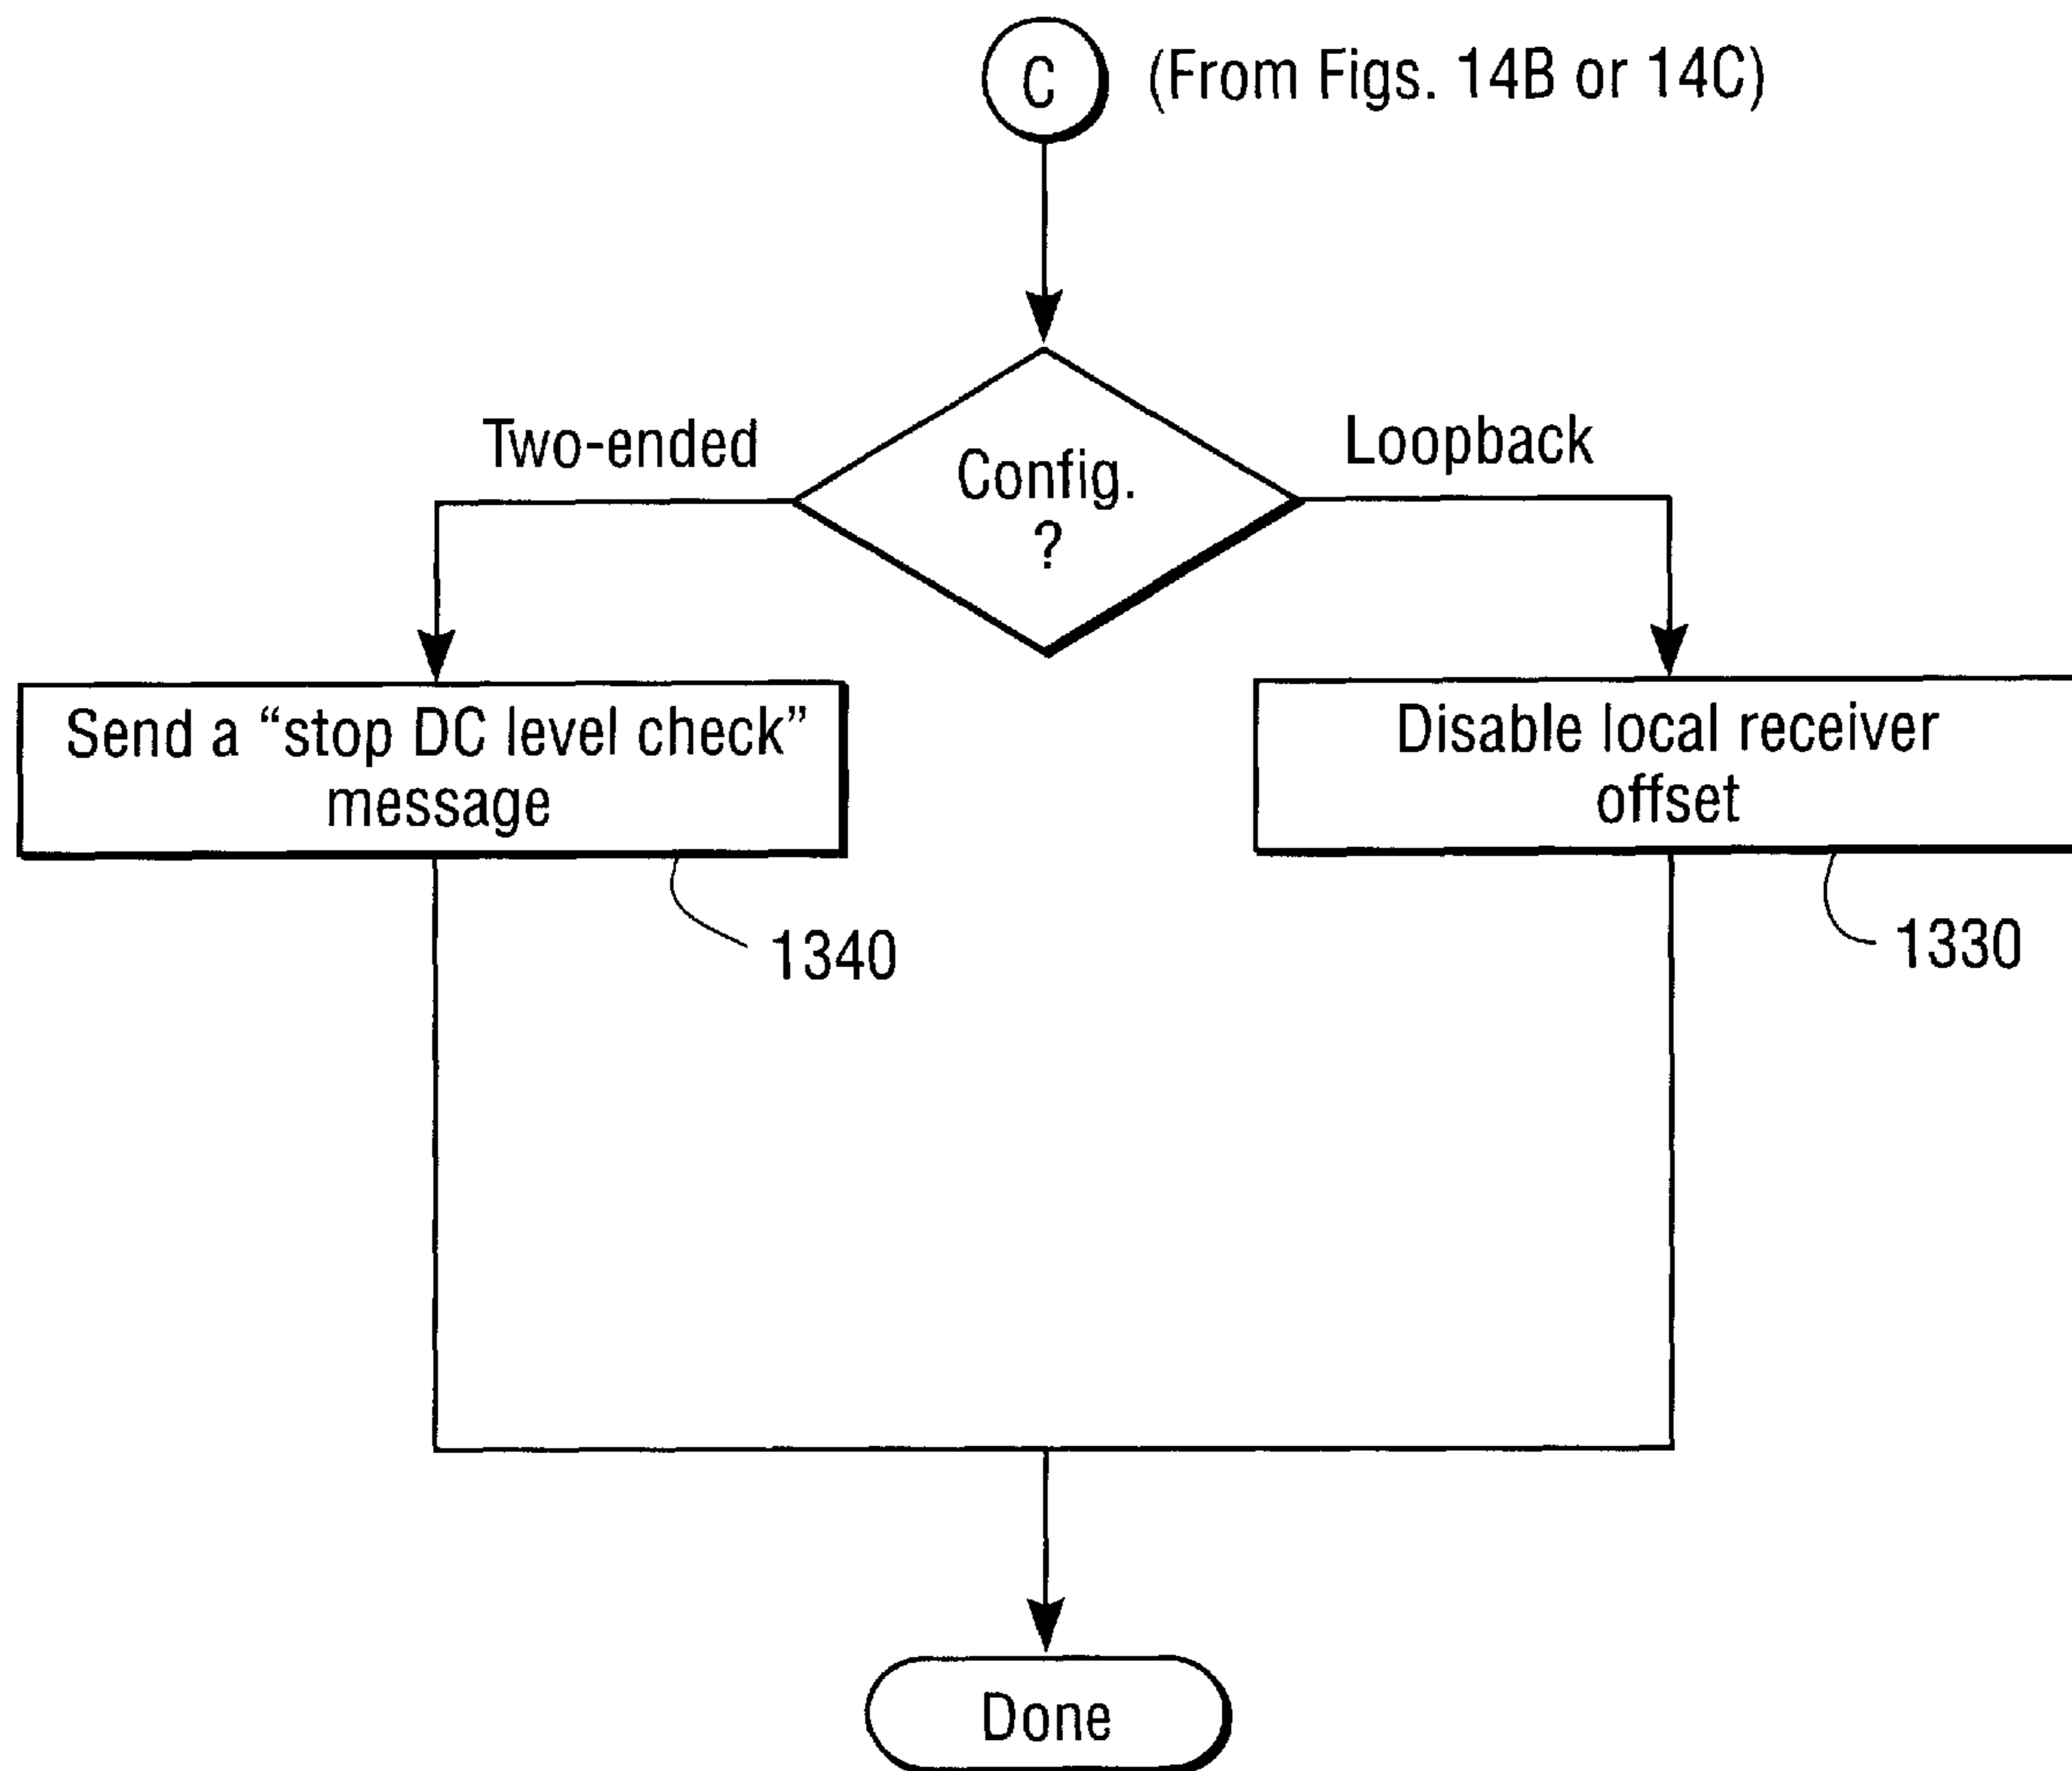 C (From Figs. 14B or 14C)
Two-ended
Config.
?
Loopback
Send a “stop DC level check”
message
Disable local receiver
offset
1340
1330
Done